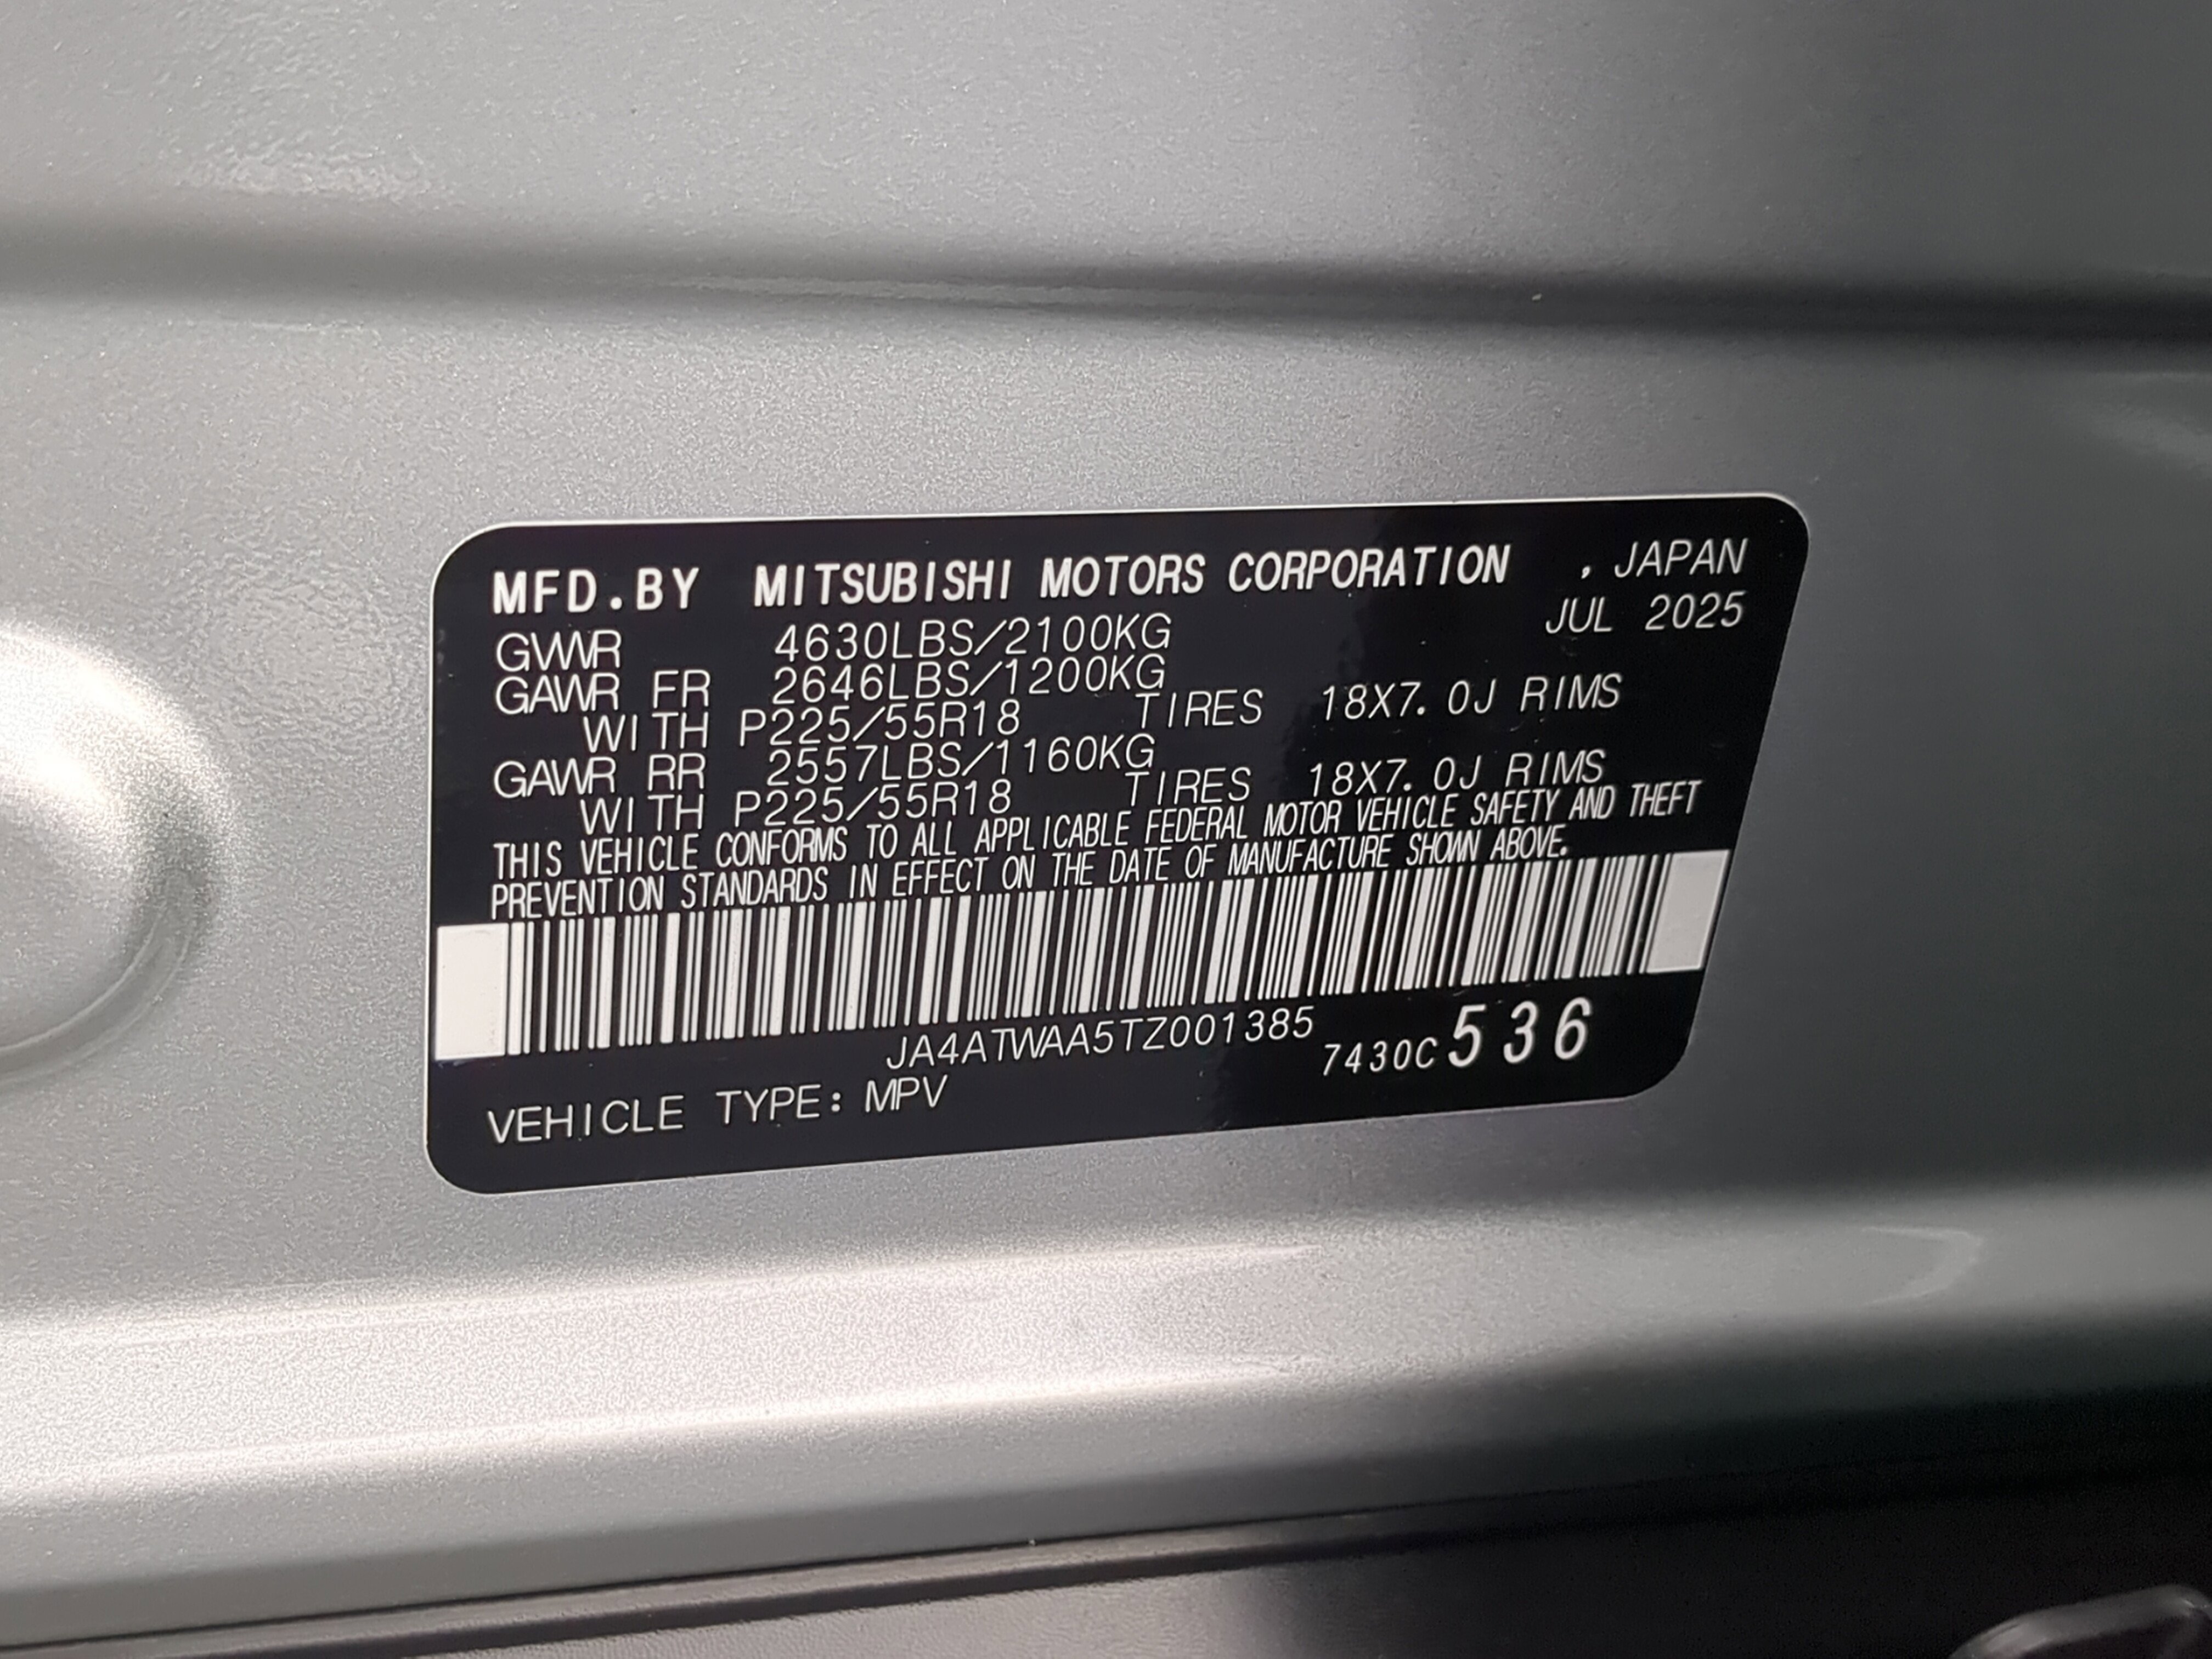 MFD.BY MITSUBISHI MOTORS CORPORATION , JAPAN
JUL 2025
GVWR 4630LBS/2100KG
GAWR FR 2646LBS/1200KG
WITH P225/55R18 TIRES 18X7.0J RIMS
GAWR RR 2557LBS/1160KG
WITH P225/55R18 TIRES 18X7.0J RIMS
THIS VEHICLE CONFORMS TO ALL APPLICABLE FEDERAL MOTOR VEHICLE SAFETY AND THEFT
PREVENTION STANDARDS IN EFFECT ON THE DATE OF MANUFACTURE SHOWN ABOVE.
JA4ATWAA5TZ001385 7430C 536
VEHICLE TYPE: MPV